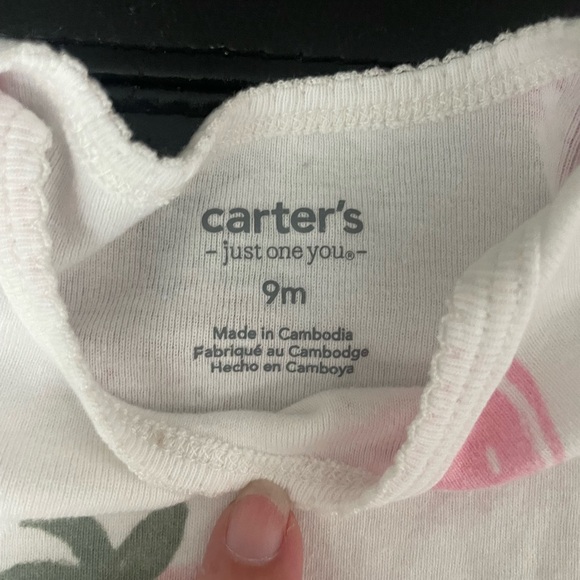 carter's
- just one you® -
9m
Made in Cambodia
Fabriqué au Cambodge
Hecho en Camboya